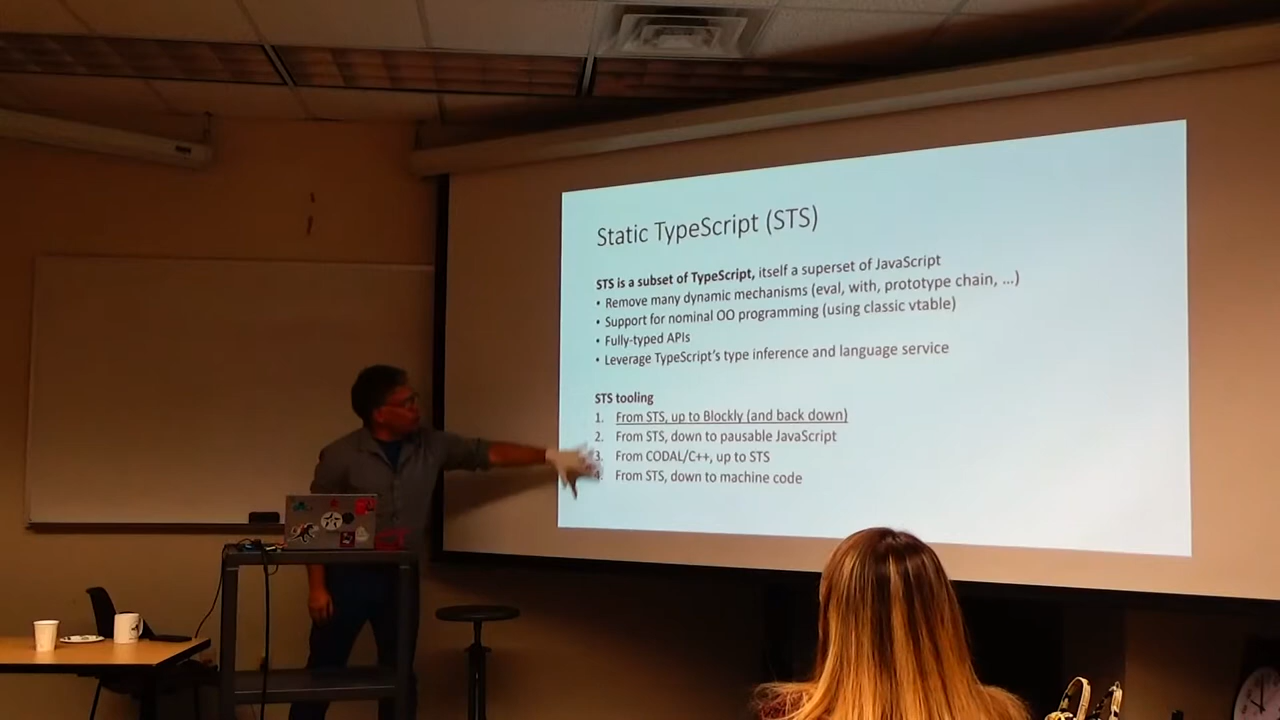 Static TypeScript (STS)
STS is a subset of TypeScript, itself a superset of JavaScript
• Remove many dynamic mechanisms (eval, with, prototype chain, ...)
• Support for nominal OO programming (using classic vtable)
• Fully-typed APIs
• Leverage TypeScript's type inference and language service
STS tooling
1. From STS, up to Blockly (and back down)
2. From STS, down to pausable JavaScript
3. From CODAL/C++, up to STS
4. From STS, down to machine code